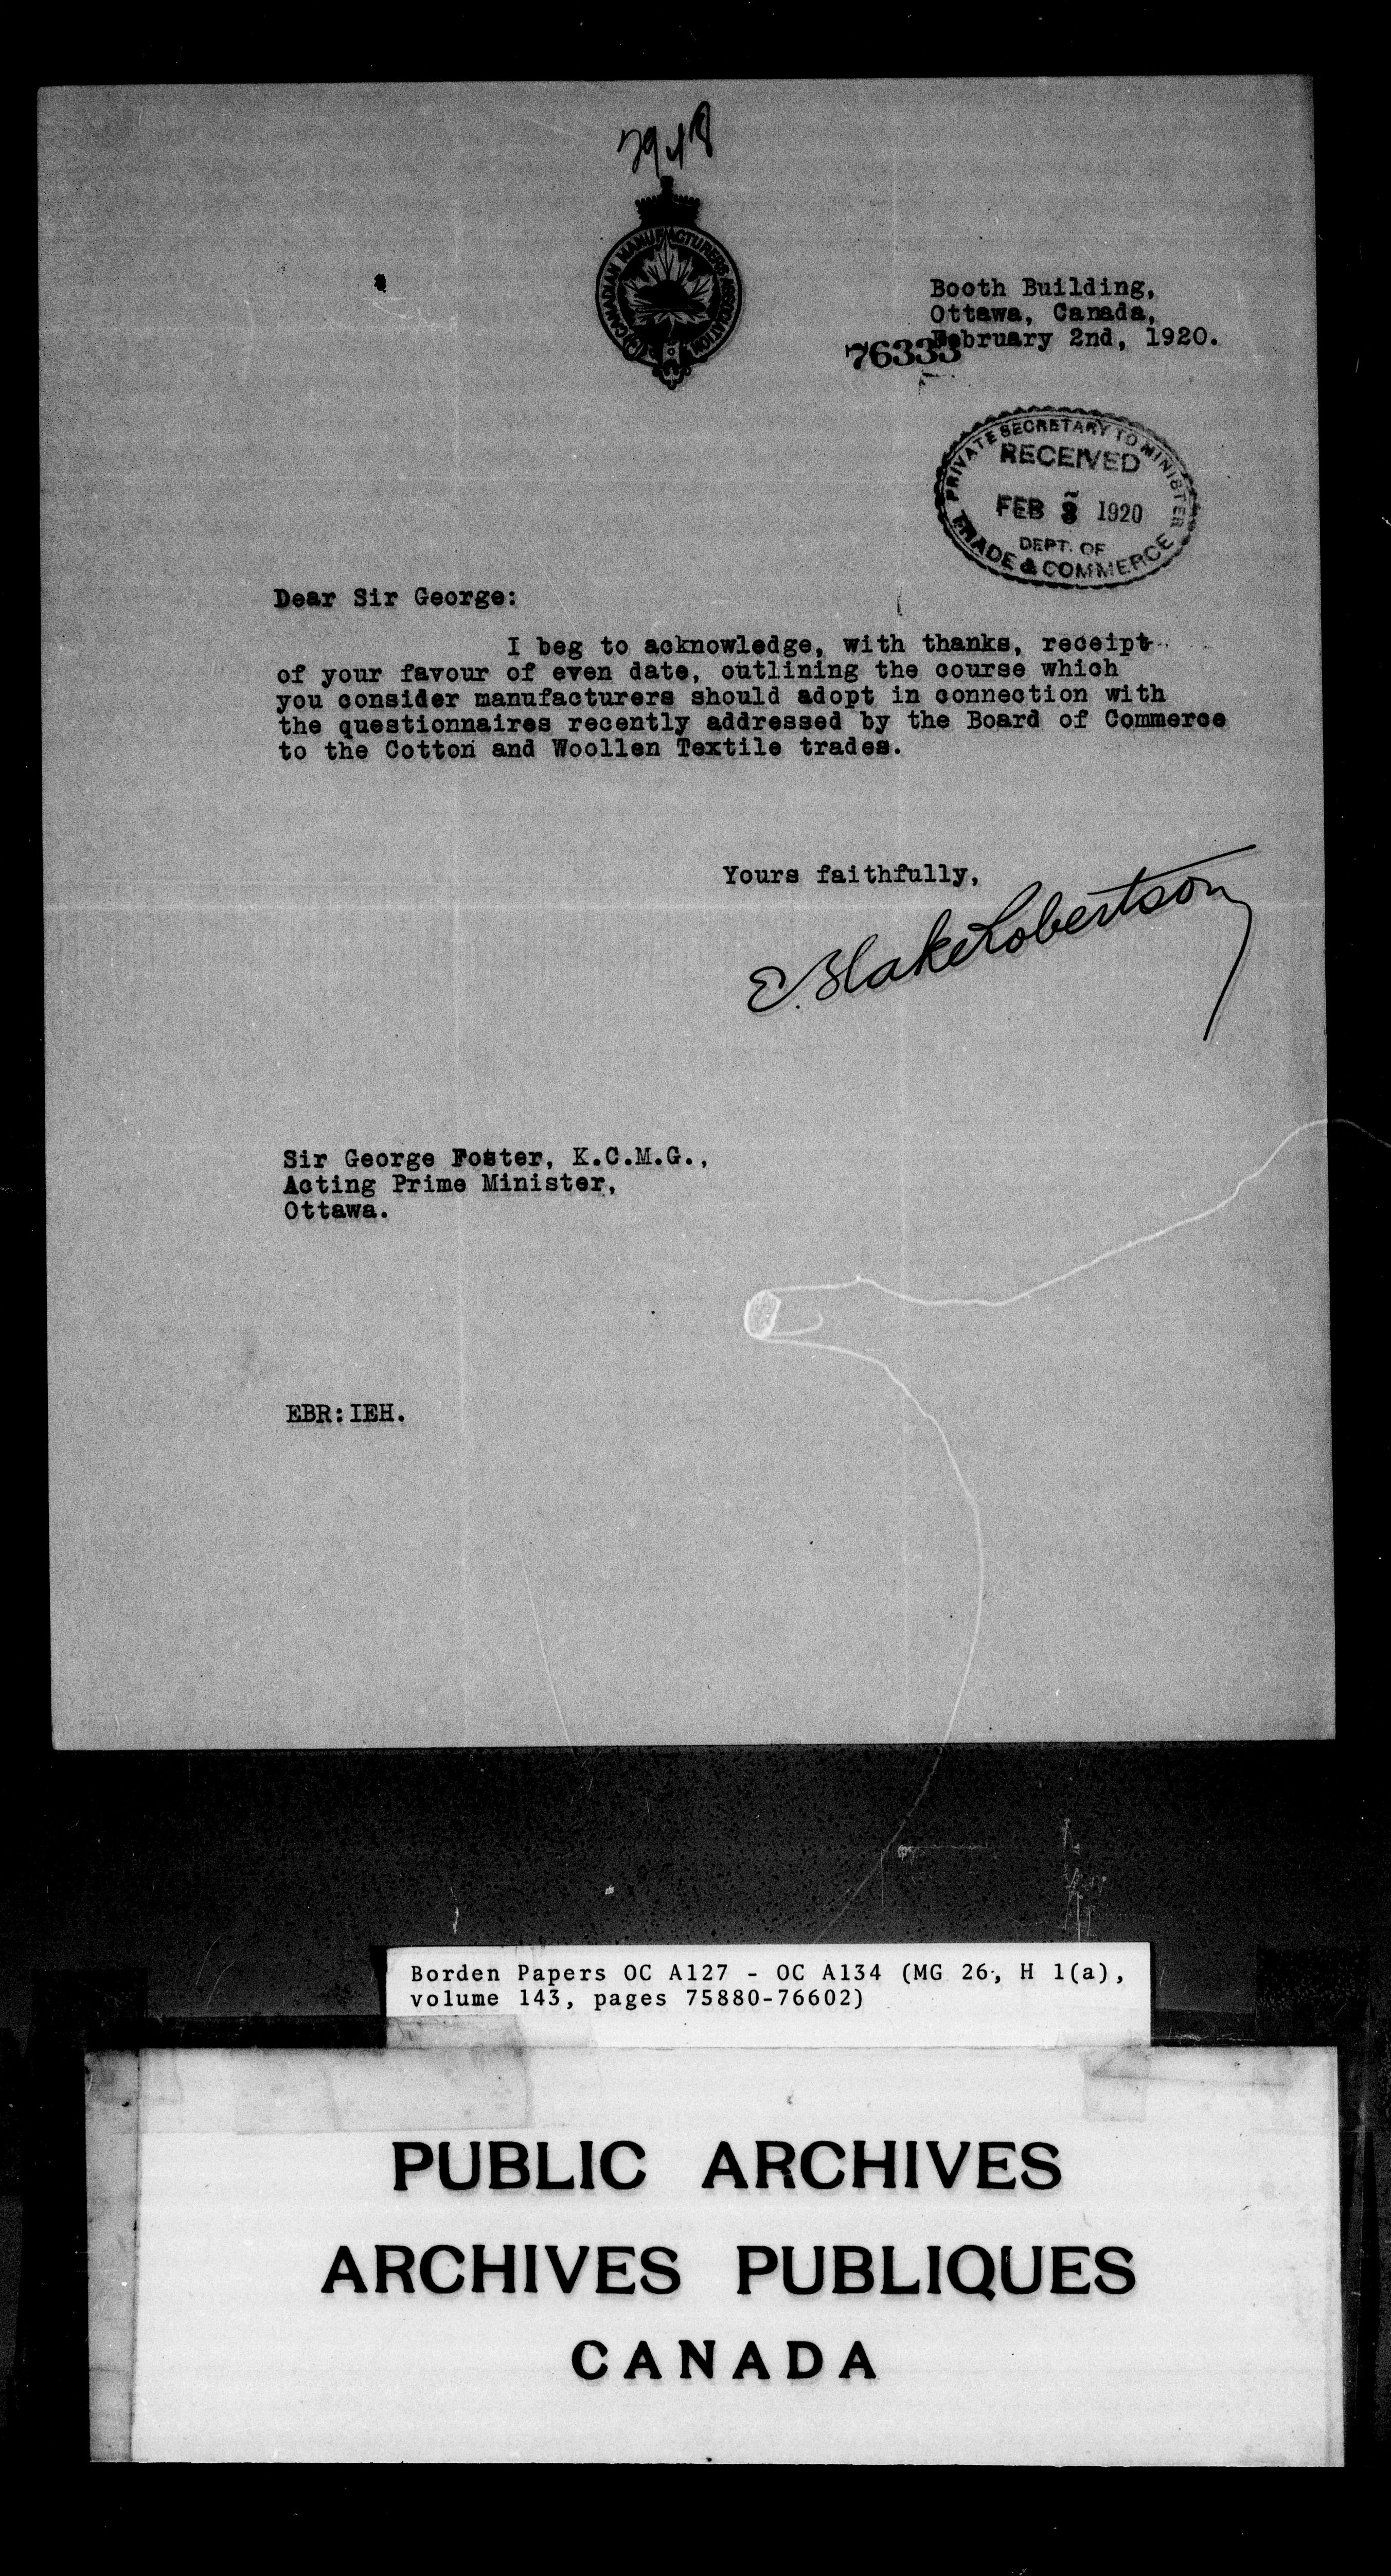 CANADIAN MANUFACTURERS ASSOCIATION
Booth Building,
Ottawa, Canada,
February 2nd, 1920.
76333
PRIVATE SECRETARY TO MINISTER
RECEIVED
FEB 3 1920
DEPT. OF
TRADE & COMMERCE
Dear Sir George:
I beg to acknowledge, with thanks, receipt
of your favour of even date, outlining the course which
you consider manufacturers should adopt in connection with
the questionnaires recently addressed by the Board of Commerce
to the Cotton and Woollen Textile trades.
Yours faithfully,
E. Blake Robertson
Sir George Foster, K.C.M.G.,
Acting Prime Minister,
Ottawa.
EBR:IEH.
Borden Papers OC A127 - OC A134 (MG 26, H 1(a),
volume 143, pages 75880-76602)
PUBLIC ARCHIVES
ARCHIVES PUBLIQUES
CANADA